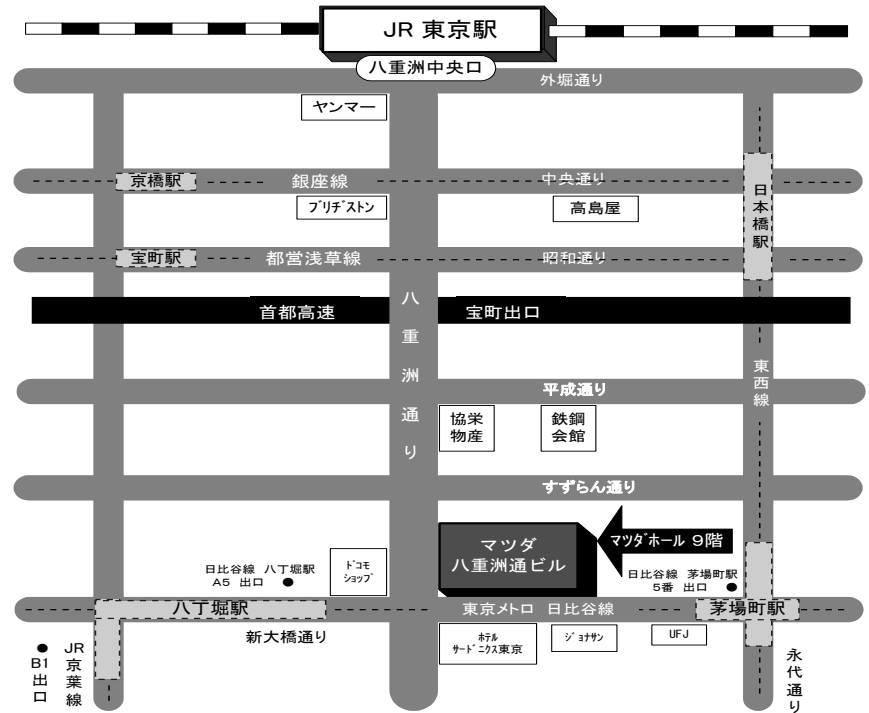 JR 東京駅
八重洲中央口
外堀通り
ヤンマー
京橋駅
銀座線
中央通り
ブリヂストン
高島屋
日本橋駅
宝町駅
都営浅草線
昭和通り
首都高速
宝町出口
八重洲通り
東西線
平成通り
協栄
物産
鉄鋼
会館
すずらん通り
マツダ
八重洲通ビル
マツダホール 9階
日比谷線 八丁堀駅
A5 出口 ●
ドコモ
ショップ
日比谷線 茅場町駅
5番 出口 ●
八丁堀駅
東京メトロ 日比谷線
茅場町駅
新大橋通り
ホテル
サードニクス東京
ジョナサン
UFJ
●B1出口
JR京葉線
永代通り